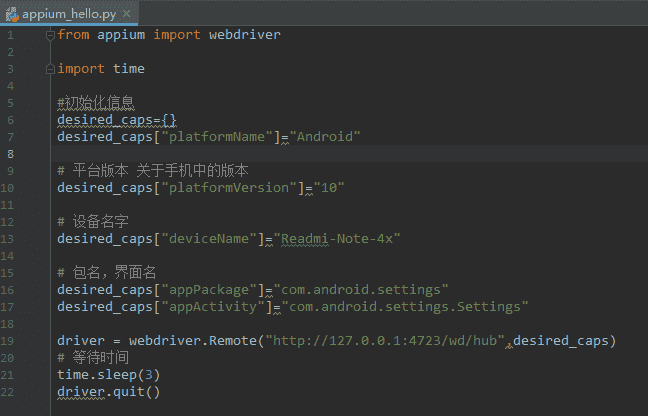 appium_hello.py
1 from appium import webdriver
2
3 import time
4
5 #初始化信息
6 desired_caps={}
7 desired_caps["platformName"]="Android"
8
9 # 平台版本 关于手机中的版本
10 desired_caps["platformVersion"]="10"
11
12 # 设备名字
13 desired_caps["deviceName"]="Readmi-Note-4x"
14
15 # 包名，界面名
16 desired_caps["appPackage"]="com.android.settings"
17 desired_caps["appActivity"]="com.android.settings.Settings"
18
19 driver = webdriver.Remote("http://127.0.0.1:4723/wd/hub",desired_caps)
20 # 等待时间
21 time.sleep(3)
22 driver.quit()